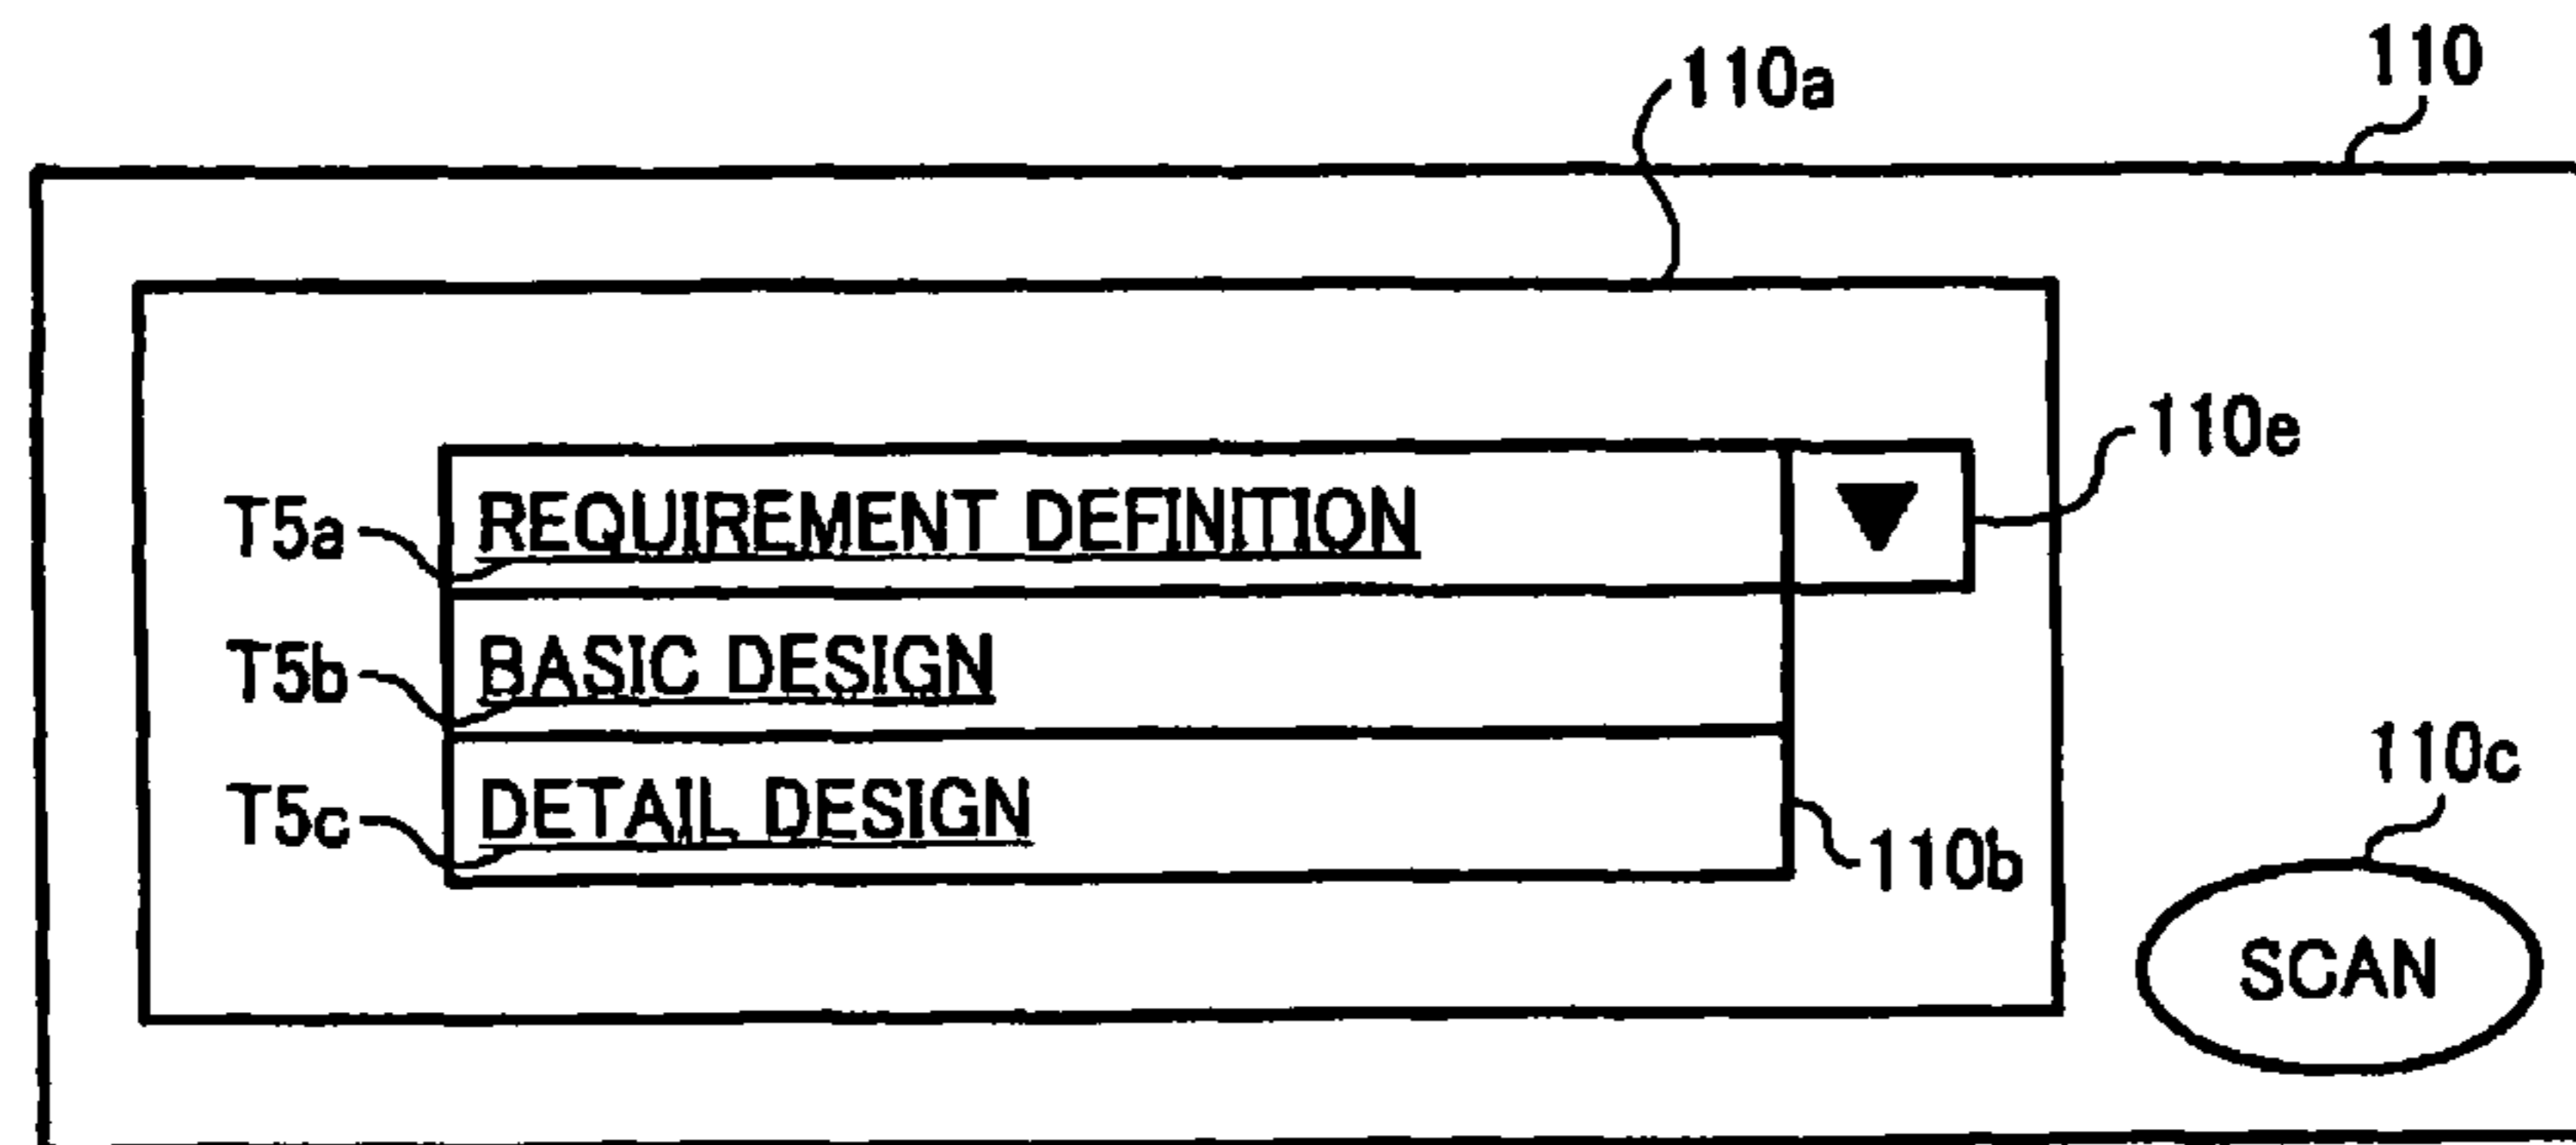 110
110a
110e
T5a REQUIREMENT DEFINITION ▼
T5b BASIC DESIGN
T5c DETAIL DESIGN
110b
110c
SCAN